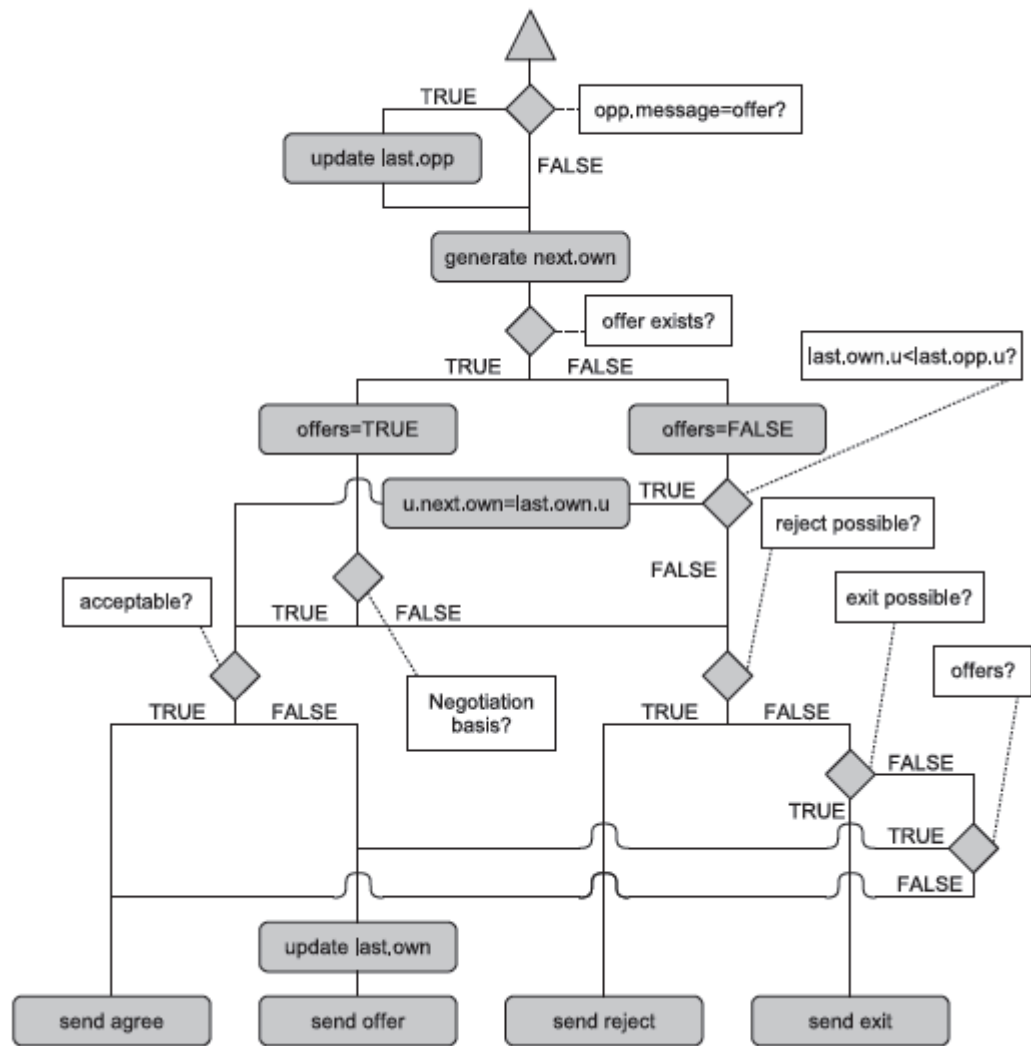 TRUE
opp.message=offer?
update last.opp
FALSE
generate next.own
offer exists?
last.own.u<last.opp.u?
TRUE
FALSE
offers=TRUE
offers=FALSE
u.next.own=last.own.u
TRUE
reject possible?
FALSE
exit possible?
acceptable?
TRUE
FALSE
offers?
Negotiation
basis?
TRUE
FALSE
TRUE
FALSE
FALSE
TRUE
TRUE
FALSE
update last.own
send agree
send offer
send reject
send exit